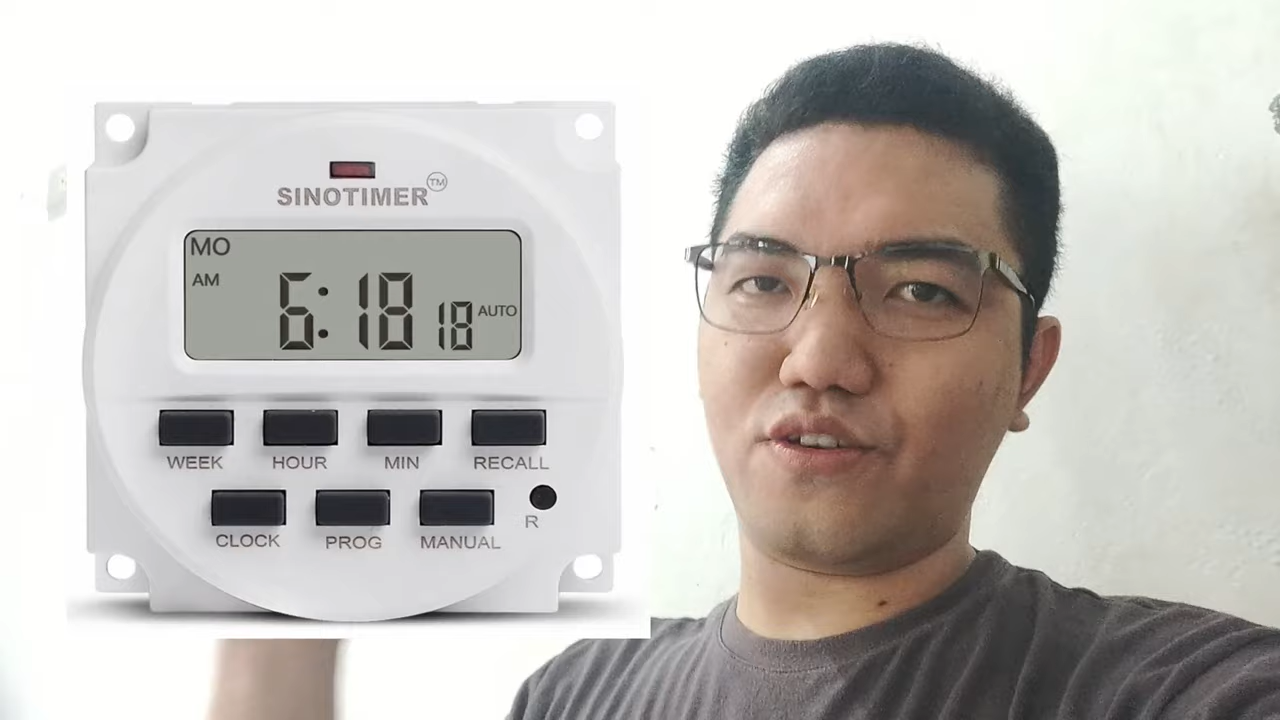 SINOTIMER™
MO
AM
6:18 18 AUTO
WEEK HOUR MIN RECALL
CLOCK PROG MANUAL R